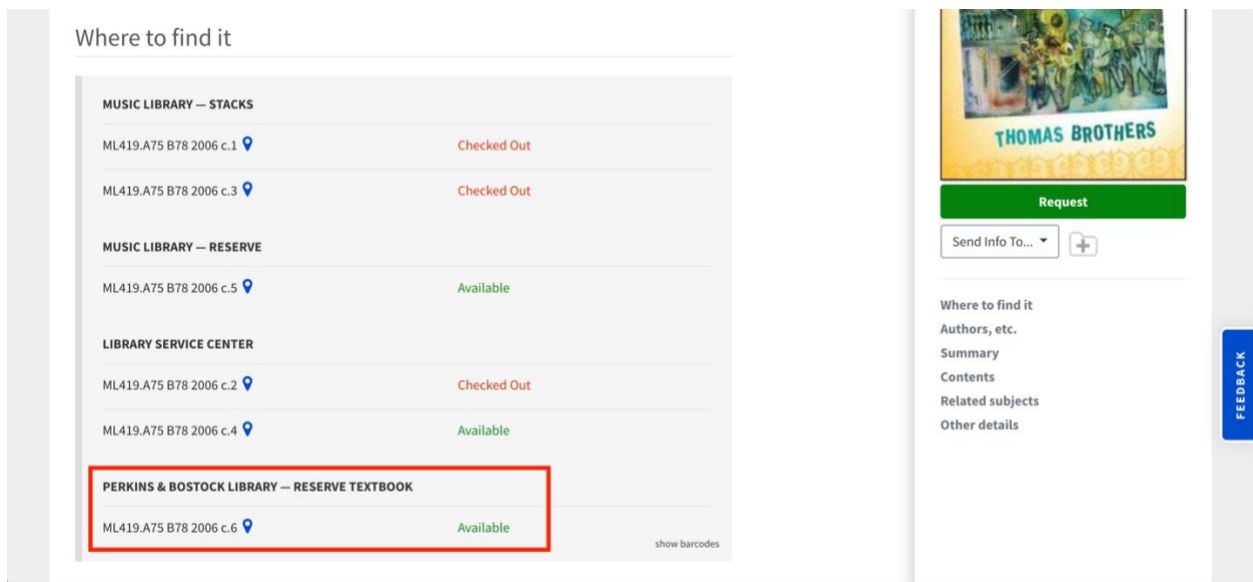 Where to find it
MUSIC LIBRARY — STACKS
ML419.A75 B78 2006 c.1
Checked Out
ML419.A75 B78 2006 c.3
Checked Out
MUSIC LIBRARY — RESERVE
ML419.A75 B78 2006 c.5
Available
LIBRARY SERVICE CENTER
ML419.A75 B78 2006 c.2
Checked Out
ML419.A75 B78 2006 c.4
Available
PERKINS & BOSTOCK LIBRARY — RESERVE TEXTBOOK
ML419.A75 B78 2006 c.6
Available
show barcodes
THOMAS BROTHERS
Request
Send Info To...
Where to find it
Authors, etc.
Summary
Contents
Related subjects
Other details
FEEDBACK